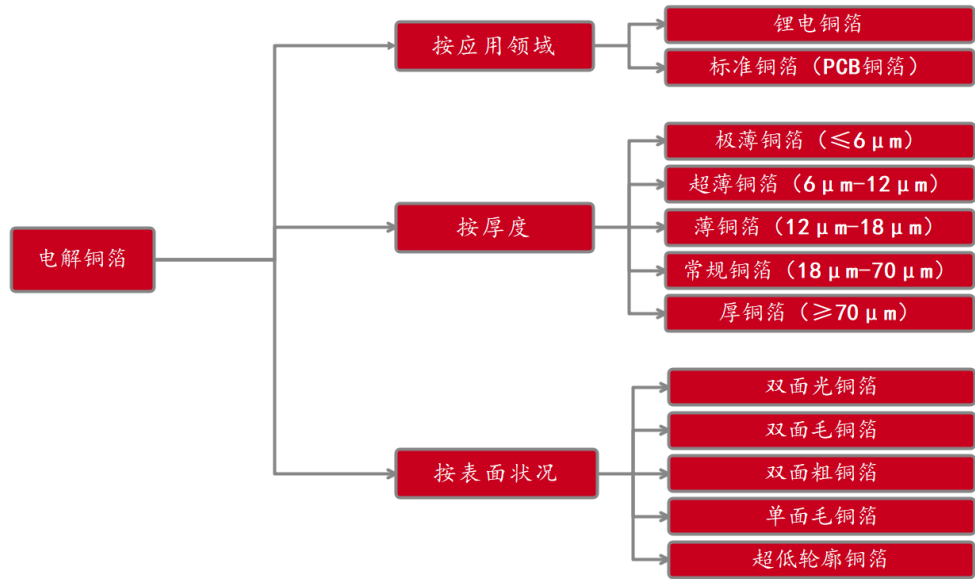 电解铜箔
按应用领域
锂电铜箔
标准铜箔（PCB铜箔）
按厚度
极薄铜箔（≤6μm）
超薄铜箔（6μm-12μm）
薄铜箔（12μm-18μm）
常规铜箔（18μm-70μm）
厚铜箔（≥70μm）
按表面状况
双面光铜箔
双面毛铜箔
双面粗铜箔
单面毛铜箔
超低轮廓铜箔